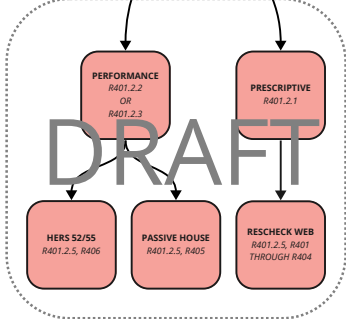 PERFORMANCE
R401.2.2
OR
R401.2.3
PRESCRIPTIVE
R401.2.1
DRAFT
HERS 52/55
R401.2.5, R406
PASSIVE HOUSE
R401.2.5, R405
RESCHECK WEB
R401.2.5, R401
THROUGH R404